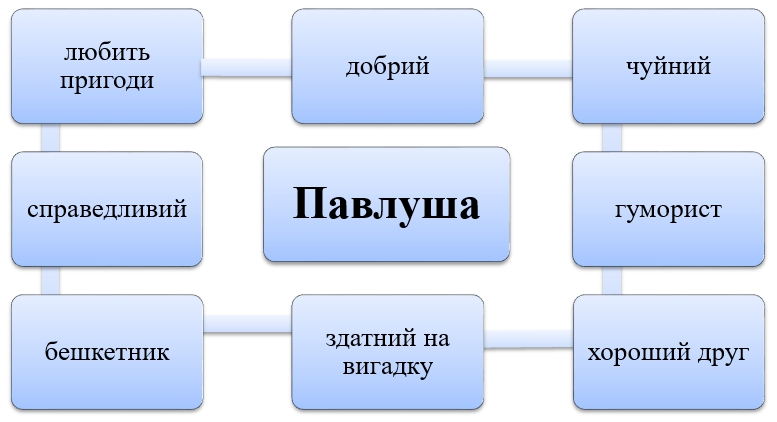 любить
пригоди
добрий
чуйний
справедливий
Павлуша
гуморист
бешкетник
здатний на
вигадку
хороший друг